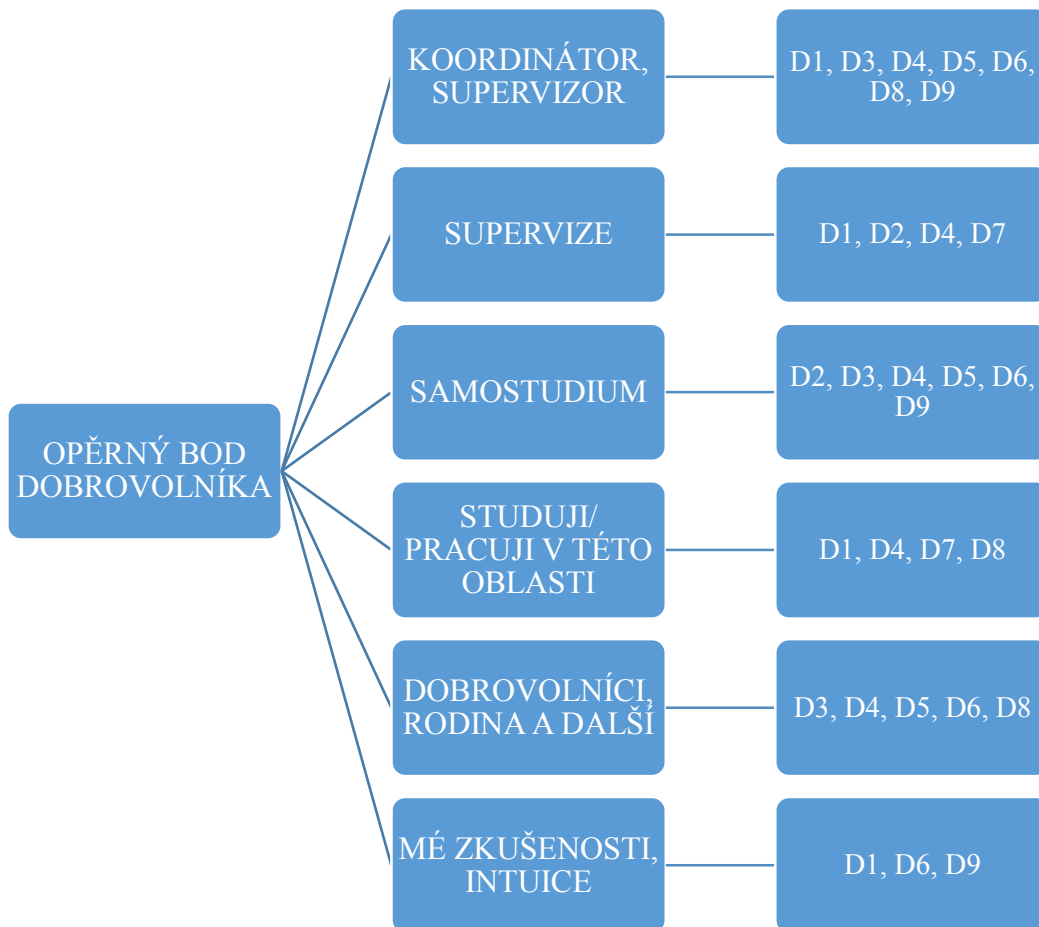 KOORDINÁTOR,
SUPERVIZOR
D1, D3, D4, D5, D6,
D8, D9
SUPERVIZE
D1, D2, D4, D7
SAMOSTUDIUM
D2, D3, D4, D5, D6,
D9
OPĚRNÝ BOD
DOBROVOLNÍKA
STUDUJI/
PRACUJI V TÉTO
OBLASTI
D1, D4, D7, D8
DOBROVOLNÍCI,
RODINA A DALŠÍ
D3, D4, D5, D6, D8
MÉ ZKUŠENOSTI,
INTUICE
D1, D6, D9